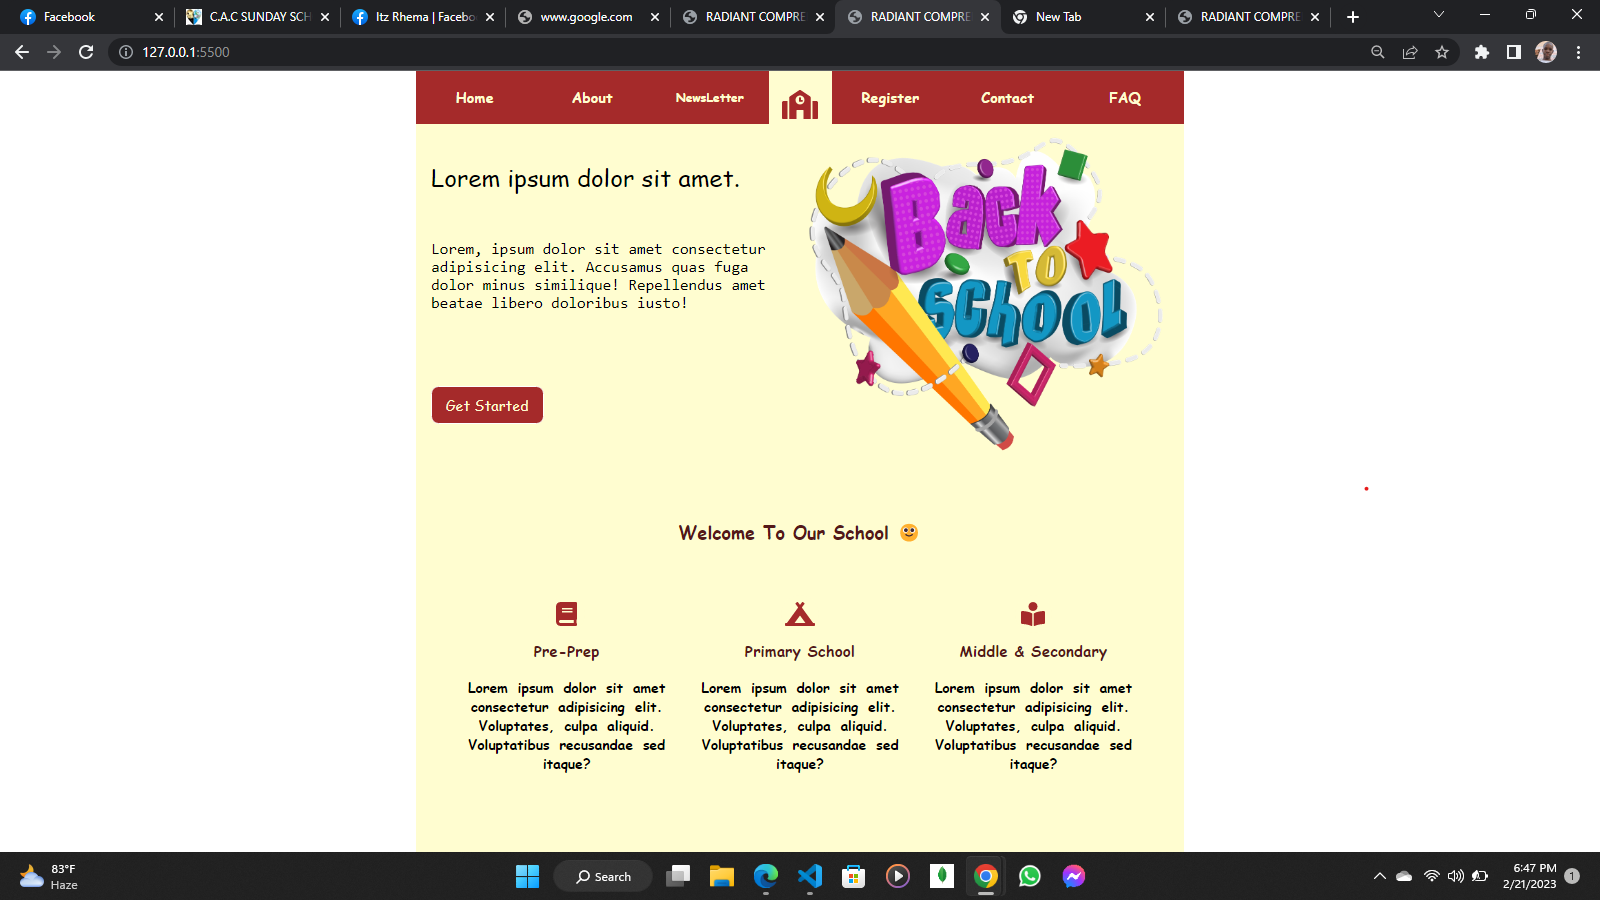 Facebook
C.A.C SUNDAY SCH
Itz Rhema | Facebo
www.google.com
RADIANT COMPRE
RADIANT COMPRE
New Tab
RADIANT COMPRE
127.0.0.1:5500
Home
About
NewsLetter
Register
Contact
FAQ
Lorem ipsum dolor sit amet.
Lorem, ipsum dolor sit amet consectetur
adipisicing elit. Accusamus quas fuga
dolor minus similique! Repellendus amet
beatae libero doloribus iusto!
Get Started
Back
To
School
Welcome To Our School
Pre-Prep
Lorem ipsum dolor sit amet
consectetur adipisicing elit.
Voluptates, culpa aliquid.
Voluptatibus recusandae sed
itaque?
Primary School
Lorem ipsum dolor sit amet
consectetur adipisicing elit.
Voluptates, culpa aliquid.
Voluptatibus recusandae sed
itaque?
Middle & Secondary
Lorem ipsum dolor sit amet
consectetur adipisicing elit.
Voluptates, culpa aliquid.
Voluptatibus recusandae sed
itaque?
83°F
Haze
Search
6:47 PM
2/21/2023
1